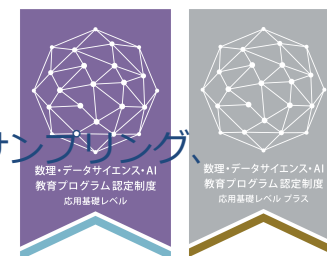 サンプリング、
数理・データサイエンス・AI
教育プログラム認定制度
応用基礎レベル
数理・データサイエンス・AI
教育プログラム認定制度
応用基礎レベル プラス